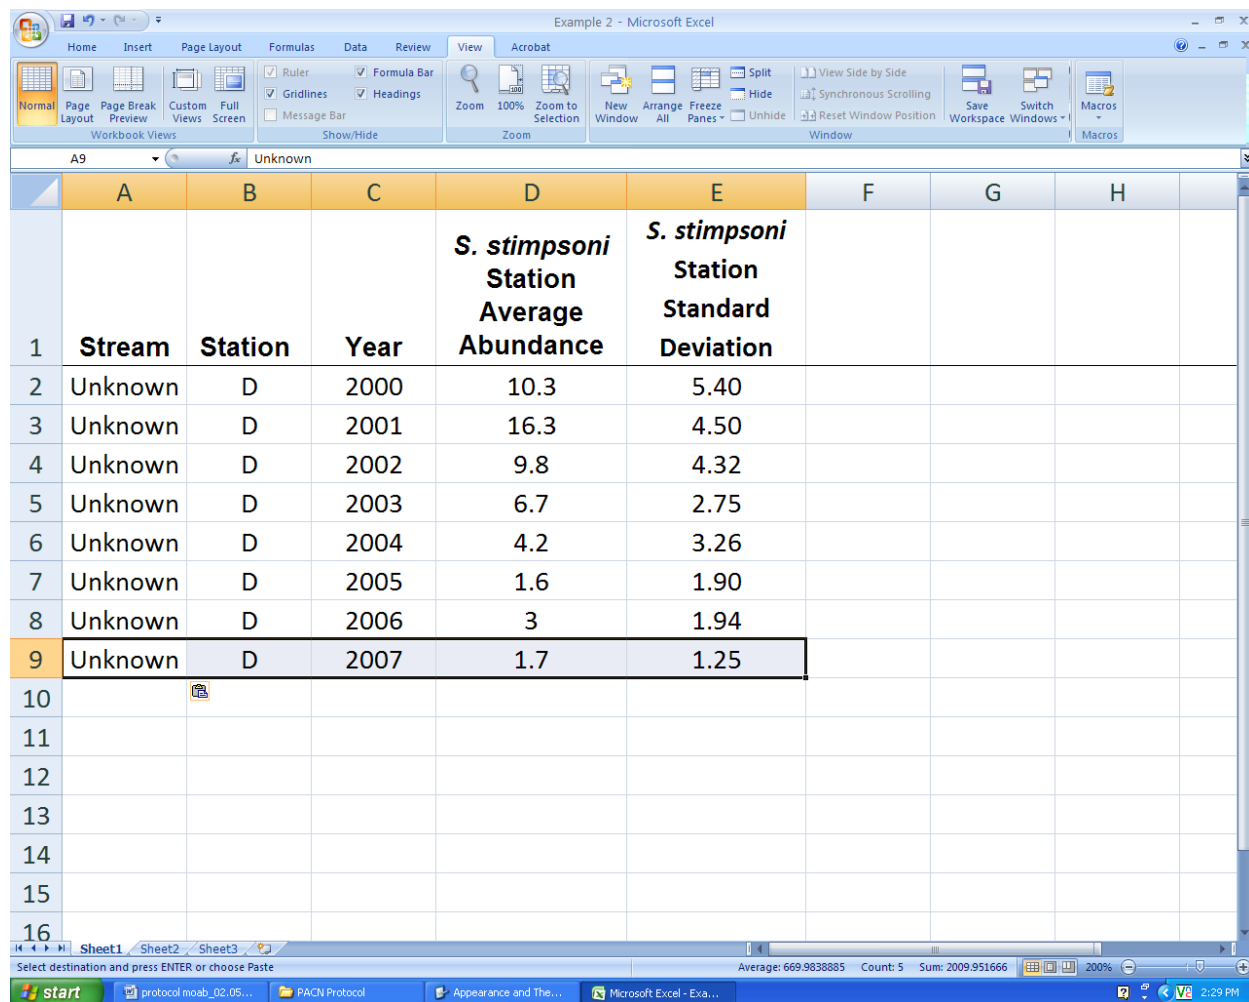 Example 2 - Microsoft Excel
Home Insert Page Layout Formulas Data Review View Acrobat
Normal
Page Layout
Page Break Preview
Custom Views
Full Screen
Workbook Views
Ruler
Formula Bar
Gridlines
Headings
Message Bar
Show/Hide
Zoom
100%
Zoom to Selection
Zoom
New Window
Arrange All
Freeze Panes
Split
Hide
Unhide
View Side by Side
Synchronous Scrolling
Reset Window Position
Save Workspace
Switch Windows
Window
Macros
Macros
A9 fx Unknown
A B C D E F G H
1 Stream Station Year S. stimpsoni Station Average Abundance S. stimpsoni Station Standard Deviation
2 Unknown D 2000 10.3 5.40
3 Unknown D 2001 16.3 4.50
4 Unknown D 2002 9.8 4.32
5 Unknown D 2003 6.7 2.75
6 Unknown D 2004 4.2 3.26
7 Unknown D 2005 1.6 1.90
8 Unknown D 2006 3 1.94
9 Unknown D 2007 1.7 1.25
10
11
12
13
14
15
16
Sheet1 Sheet2 Sheet3
Select destination and press ENTER or choose Paste Average: 669.9838885 Count: 5 Sum: 2009.951666 200%
start protocol moab_02.05... PACN Protocol Appearance and The... Microsoft Excel - Exa... 2:29 PM